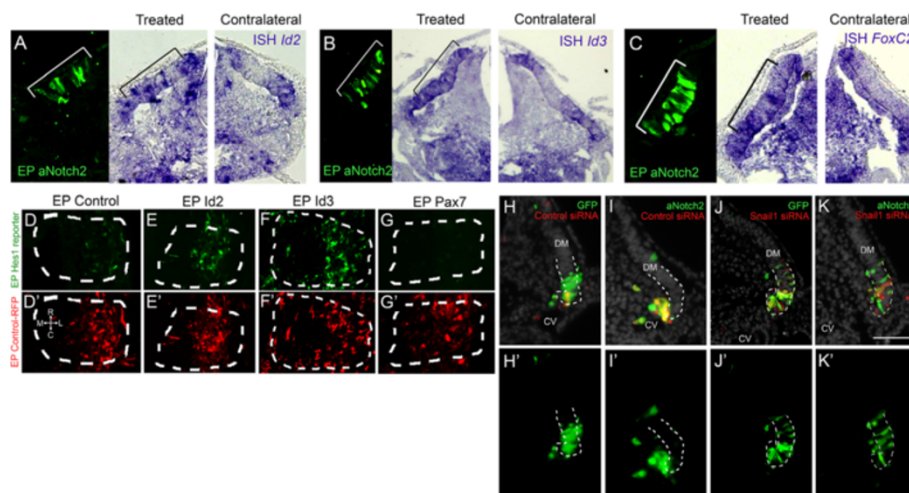 Treated Contralateral Treated Contralateral Treated Contralateral
A ISH Id2 B ISH Id3 C ISH FoxC2
EP aNotch2 EP aNotch2 EP aNotch2
EP Control EP Id2 EP Id3 EP Pax7
D E F G
EP Hes1 reporter
D' E' F' G'
EP Control-RFP
R
M L
C
H GFP I aNotch2 J GFP K aNotch
Control siRNA Control siRNA Snail1 siRNA Snail1 siRNA
DM DM DM DM
CV CV CV CV
H' I' J' K'